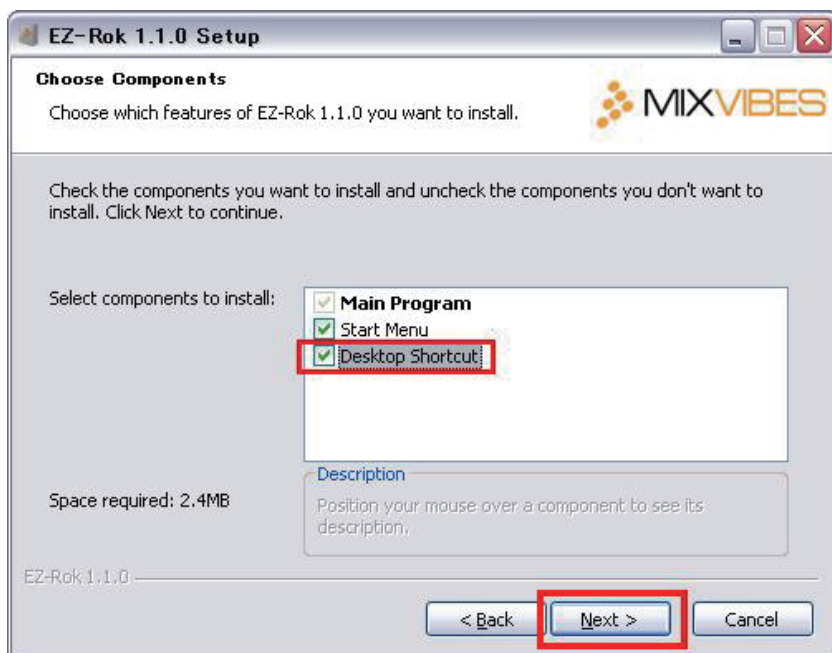 EZ-Rok 1.1.0 Setup
Choose Components
Choose which features of EZ-Rok 1.1.0 you want to install.
MIXVIBES
Check the components you want to install and uncheck the components you don't want to
install. Click Next to continue.
Select components to install:
Main Program
Start Menu
Desktop Shortcut
Space required: 2.4MB
Description
Position your mouse over a component to see its
description.
EZ-Rok 1.1.0
< Back
Next >
Cancel